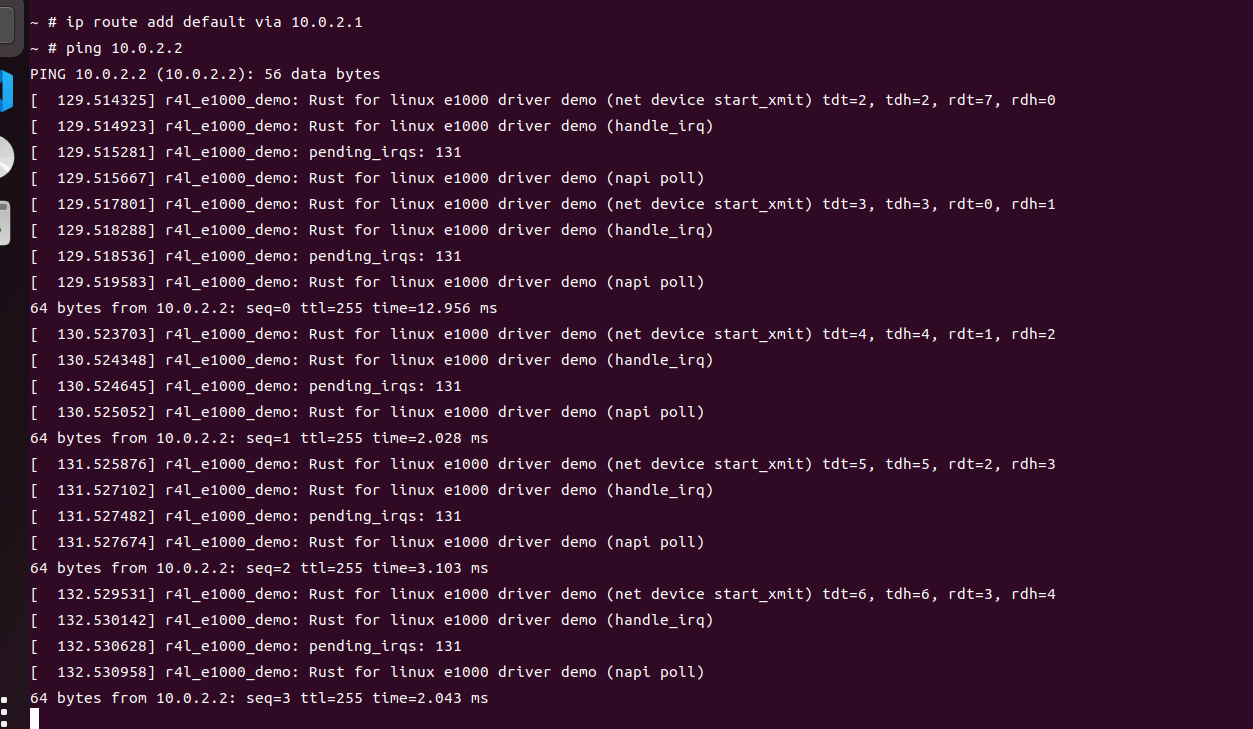 ~ # ip route add default via 10.0.2.1
~ # ping 10.0.2.2
PING 10.0.2.2 (10.0.2.2): 56 data bytes
[  129.514325] r4l_e1000_demo: Rust for linux e1000 driver demo (net device start_xmit) tdt=2, tdh=2, rdt=7, rdh=0
[  129.514923] r4l_e1000_demo: Rust for linux e1000 driver demo (handle_irq)
[  129.515281] r4l_e1000_demo: pending_irqs: 131
[  129.515667] r4l_e1000_demo: Rust for linux e1000 driver demo (napi poll)
[  129.517801] r4l_e1000_demo: Rust for linux e1000 driver demo (net device start_xmit) tdt=3, tdh=3, rdt=0, rdh=1
[  129.518288] r4l_e1000_demo: Rust for linux e1000 driver demo (handle_irq)
[  129.518536] r4l_e1000_demo: pending_irqs: 131
[  129.519583] r4l_e1000_demo: Rust for linux e1000 driver demo (napi poll)
64 bytes from 10.0.2.2: seq=0 ttl=255 time=12.956 ms
[  130.523703] r4l_e1000_demo: Rust for linux e1000 driver demo (net device start_xmit) tdt=4, tdh=4, rdt=1, rdh=2
[  130.524348] r4l_e1000_demo: Rust for linux e1000 driver demo (handle_irq)
[  130.524645] r4l_e1000_demo: pending_irqs: 131
[  130.525052] r4l_e1000_demo: Rust for linux e1000 driver demo (napi poll)
64 bytes from 10.0.2.2: seq=1 ttl=255 time=2.028 ms
[  131.525876] r4l_e1000_demo: Rust for linux e1000 driver demo (net device start_xmit) tdt=5, tdh=5, rdt=2, rdh=3
[  131.527102] r4l_e1000_demo: Rust for linux e1000 driver demo (handle_irq)
[  131.527482] r4l_e1000_demo: pending_irqs: 131
[  131.527674] r4l_e1000_demo: Rust for linux e1000 driver demo (napi poll)
64 bytes from 10.0.2.2: seq=2 ttl=255 time=3.103 ms
[  132.529531] r4l_e1000_demo: Rust for linux e1000 driver demo (net device start_xmit) tdt=6, tdh=6, rdt=3, rdh=4
[  132.530142] r4l_e1000_demo: Rust for linux e1000 driver demo (handle_irq)
[  132.530628] r4l_e1000_demo: pending_irqs: 131
[  132.530958] r4l_e1000_demo: Rust for linux e1000 driver demo (napi poll)
64 bytes from 10.0.2.2: seq=3 ttl=255 time=2.043 ms